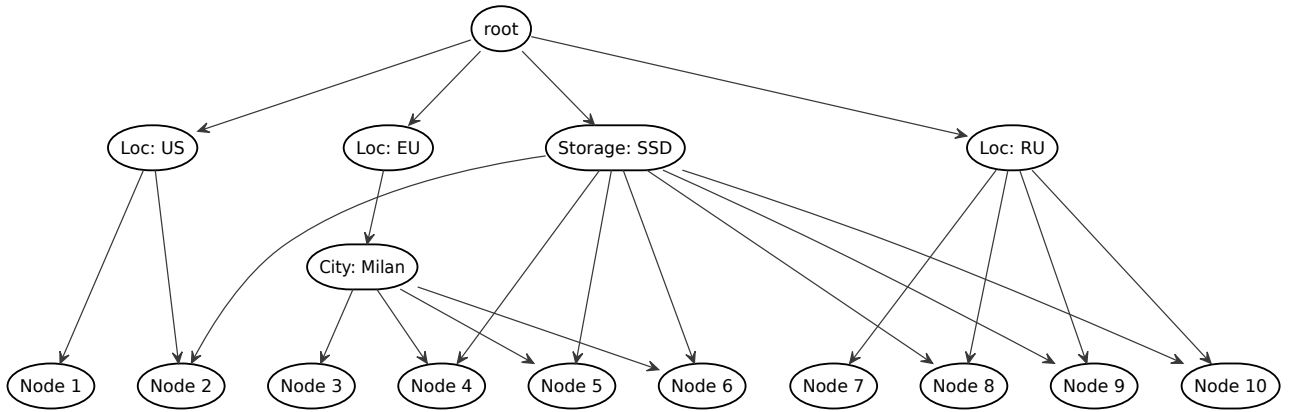 root
Loc: US
Loc: EU
Storage: SSD
Loc: RU
City: Milan
Node 1
Node 2
Node 3
Node 4
Node 5
Node 6
Node 7
Node 8
Node 9
Node 10